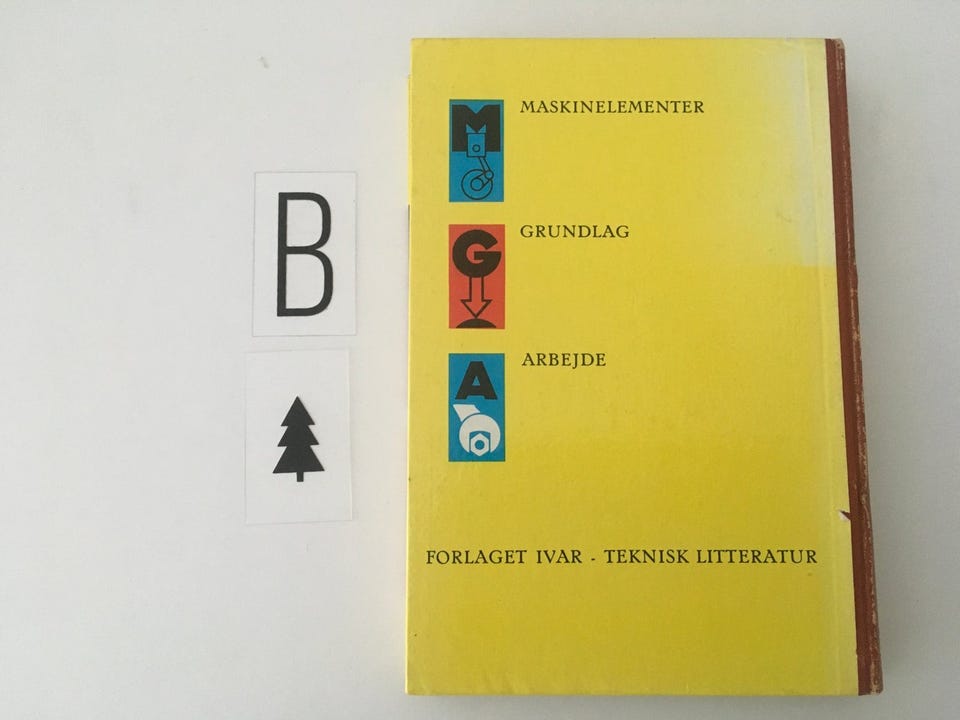 B
M
MASKINELEMENTER
G
GRUNDLAG
A
ARBEJDE
FORLAGET IVAR - TEKNISK LITTERATUR